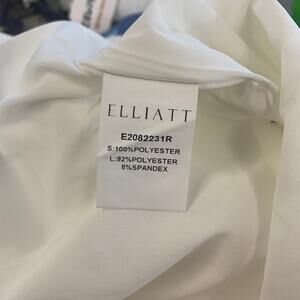 ELLIATT
E2082231R
S:100%POLYESTER
L:92%POLYESTER
8%SPANDEX